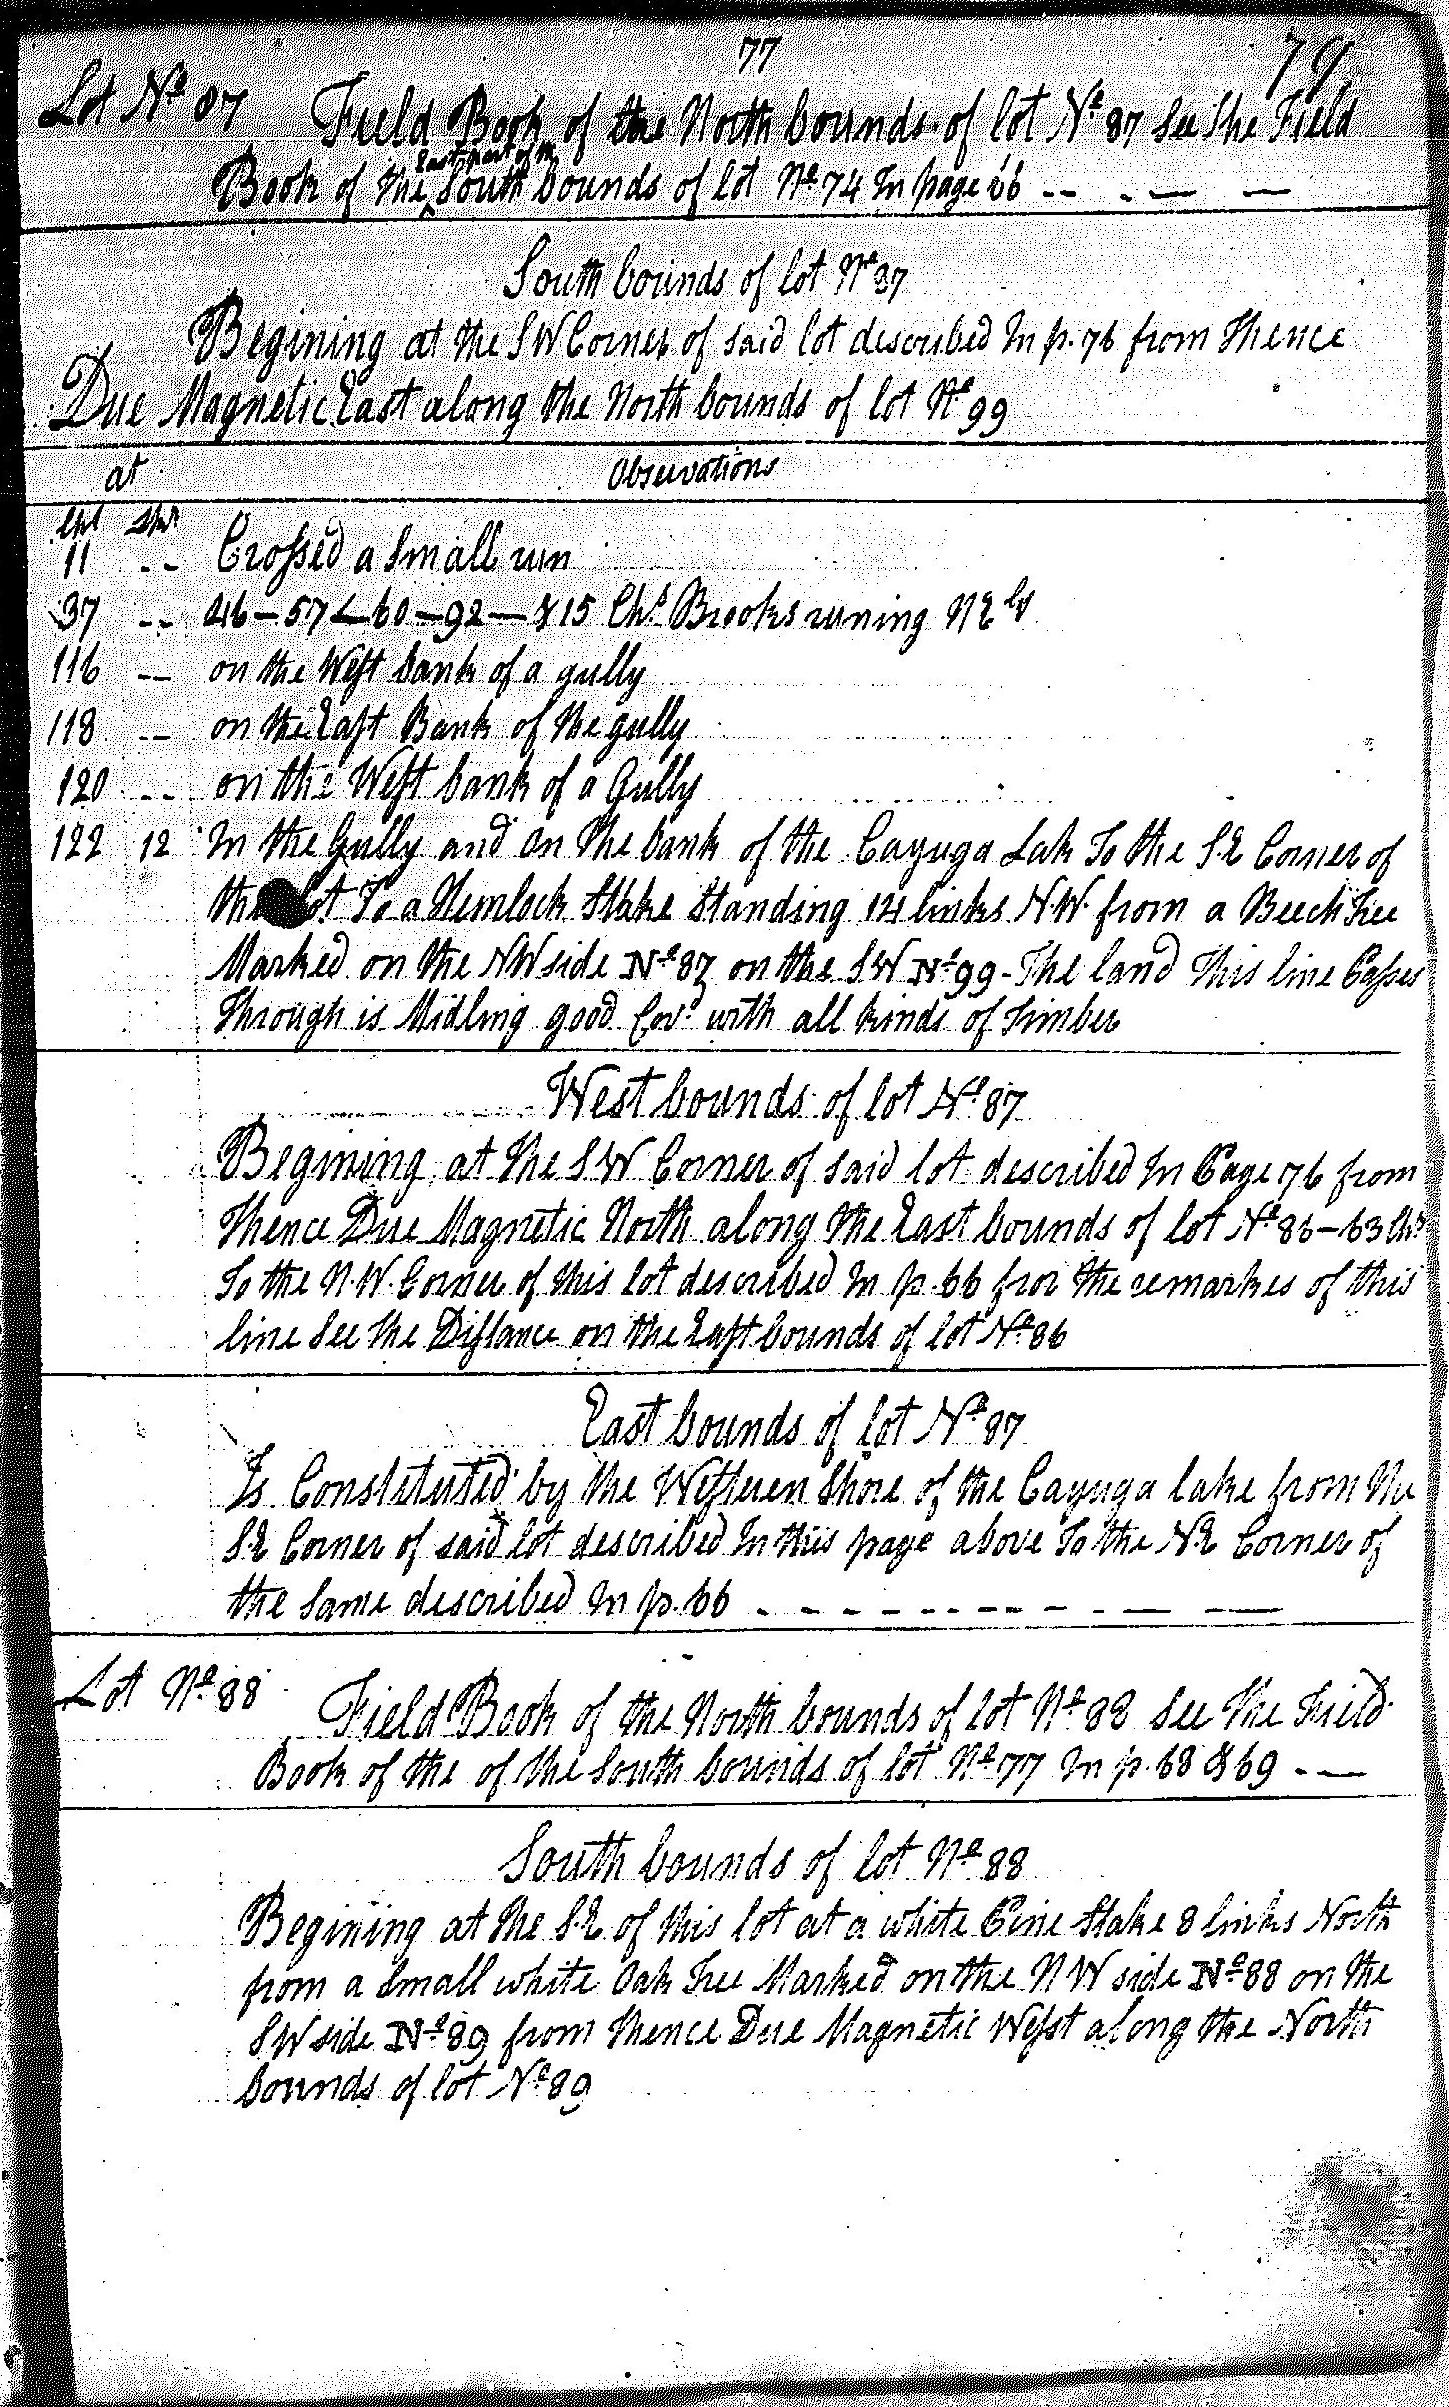 77
79
Lot Nº 87 Field Book of the North bounds of lot Nº 87 See The Field
East part of the
Book of the South bounds of lot Nº 74 In page 66 -- . — —
South bounds of lot Nº 87
Begining at the SW Corner of said lot described In p. 76 from Thence
Due Magnetic East along the North bounds of lot Nº 99
at Observations
Chs Lks
11 -- Crossed a Small run
37 -- 46 – 57 – 60 – 92 — & 15 Chs Brooks runing NEly
116 -- on the West bank of a gully
118 -- on the East Bank of the gully
120 -- on the West bank of a Gully
122 12 In the Gully and on The bank of the Cayuga Lak To the SE Corner of
the Lot To a Hemlock Stake Standing links NW. from a Beech Tree
Marked on the NW side Nº 87 on the SW Nº 99 - The land This line Passes
Through is Midling good Covd with all kinds of Timber
West bounds of lot Nº 87
Begining at The SW Corner of said lot described In Page 76 from
Thence Due Magnetic North along the East bounds of lot Nº 86 – 63 Chs
To the N.W. Corner of this lot described In p. 66 fror the remarkes of this
line See the Distance on the East bounds of lot Nº 86
East bounds of lot Nº 87
Is Constituted by the Western Shore of the Cayuga lake from the
SE Corner of said lot described In this page above To the NE Corner of
the Same described In p. 66 - - - - - - - - - — —
Lot Nº 88 Field Book of the North bounds of lot Nº 88 See The Field
Book of the of the South bounds of lot Nº 77 In p. 68 & 69 - —
South bounds of lot Nº 88
Begining at the S.E. of this lot at a white Pine Stake 8 links North
from a Small white Oak Tree Marked on the NW side Nº 88 on the
SW side Nº 89 from Thence Due Magnetic West along the North
bounds of lot Nº 89